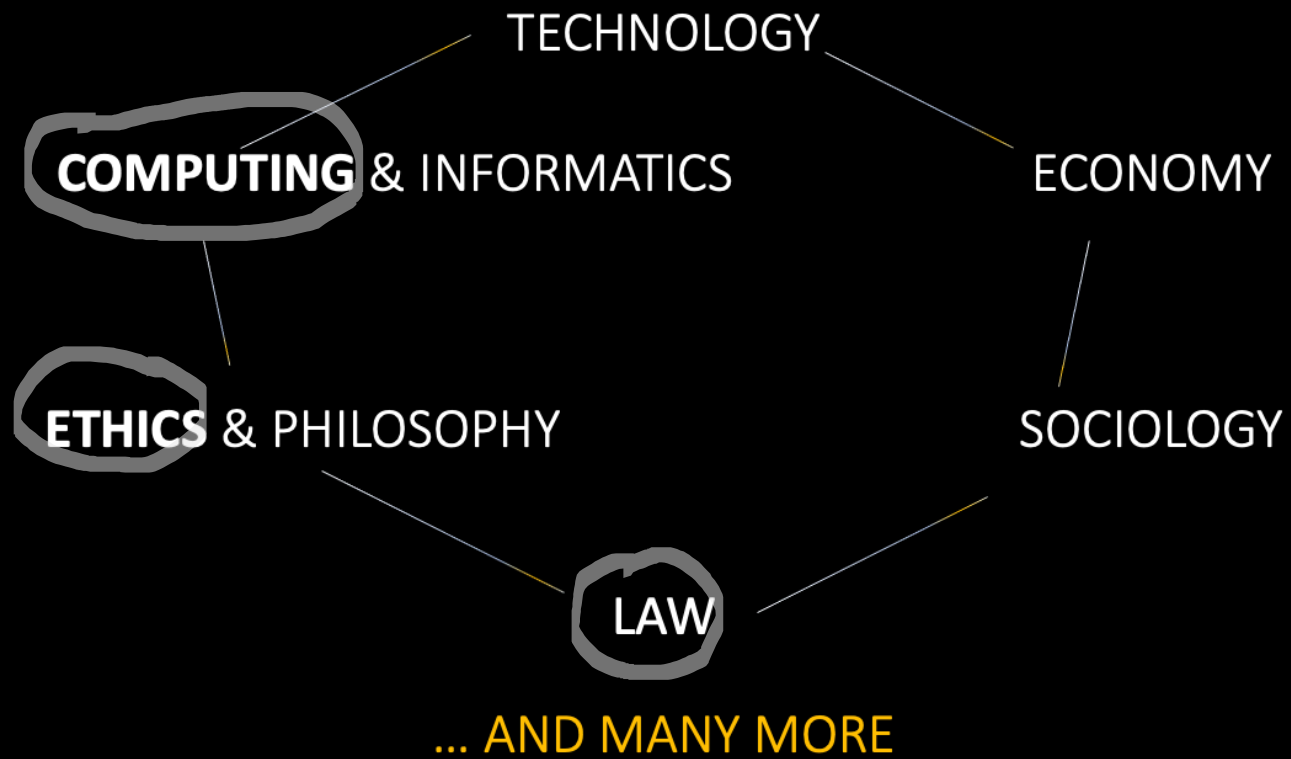 TECHNOLOGY
COMPUTING & INFORMATICS
ECONOMY
ETHICS & PHILOSOPHY
SOCIOLOGY
LAW
... AND MANY MORE